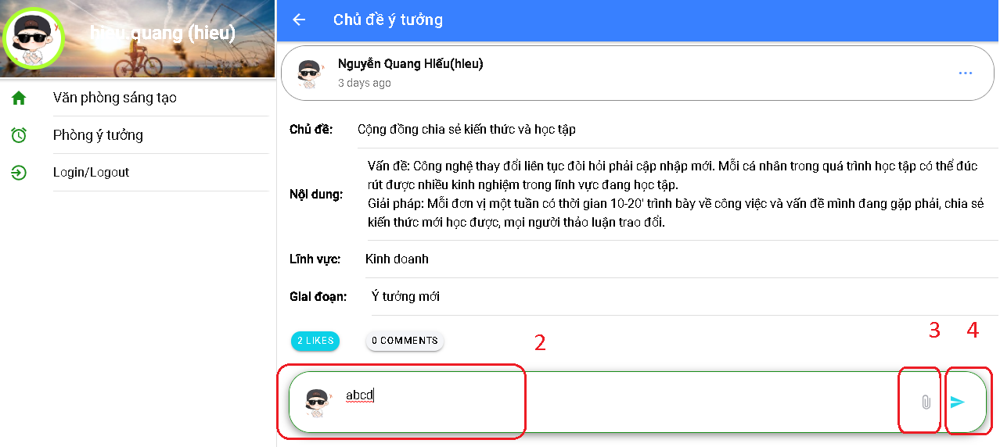 hieu.quang (hieu)
Văn phòng sáng tạo
Phòng ý tưởng
Login/Logout
Chủ đề ý tưởng
Nguyễn Quang Hiếu(hieu)
3 days ago
Chủ đề: Cộng đồng chia sẻ kiến thức và học tập
Nội dung:
Vấn đề: Công nghệ thay đổi liên tục đòi hỏi phải cập nhập mới. Mỗi cá nhân trong quá trình học tập có thể đúc
rút được nhiều kinh nghiệm trong lĩnh vực đang học tập.
Giải pháp: Mỗi đơn vị một tuần có thời gian 10-20' trình bày về công việc và vấn đề mình đang gặp phải, chia sẻ
kiến thức mới học được, mọi người thảo luận trao đổi.
Lĩnh vực: Kinh doanh
Giai đoạn: Ý tưởng mới
2 LIKES 0 COMMENTS
2 3 4
abcd